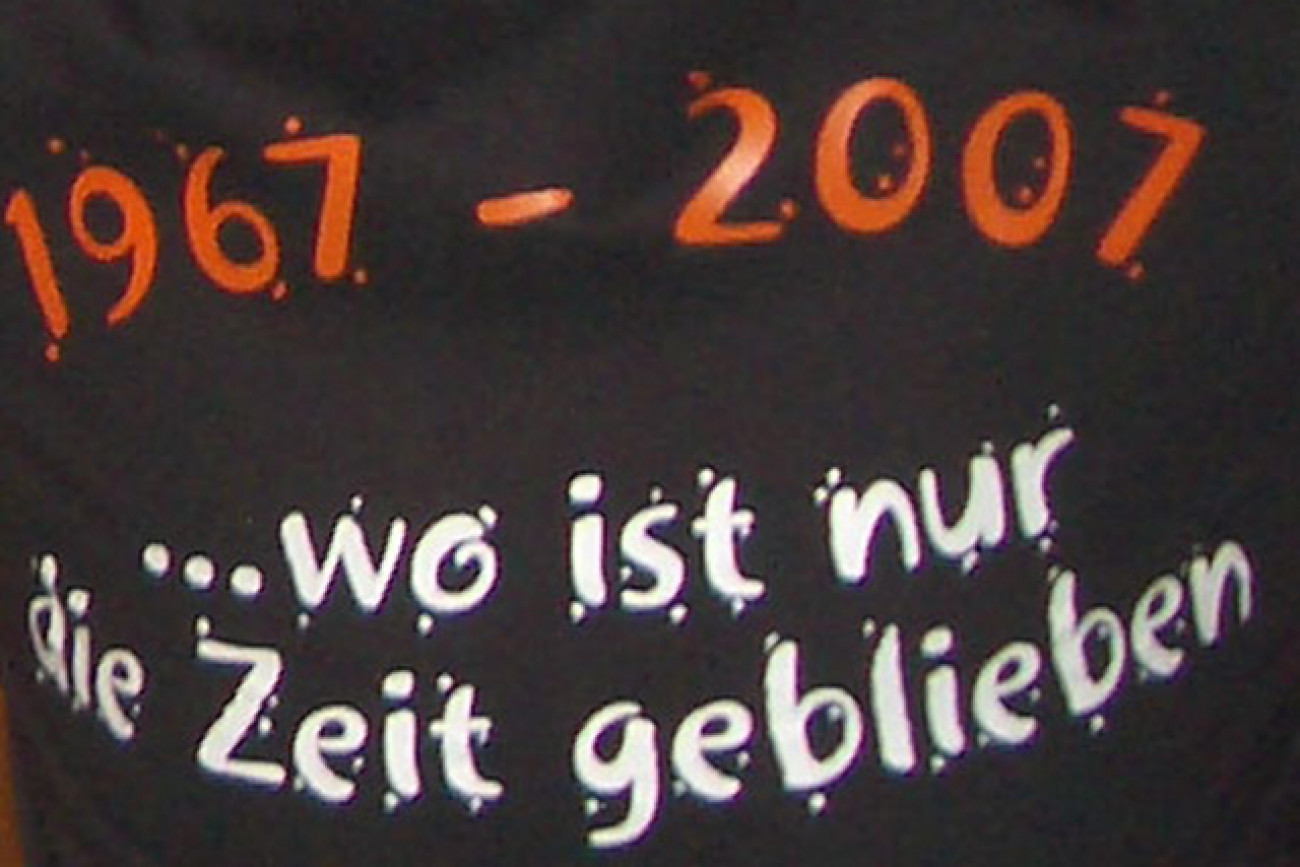 1967 - 2007
...wo ist nur
die Zeit geblieben